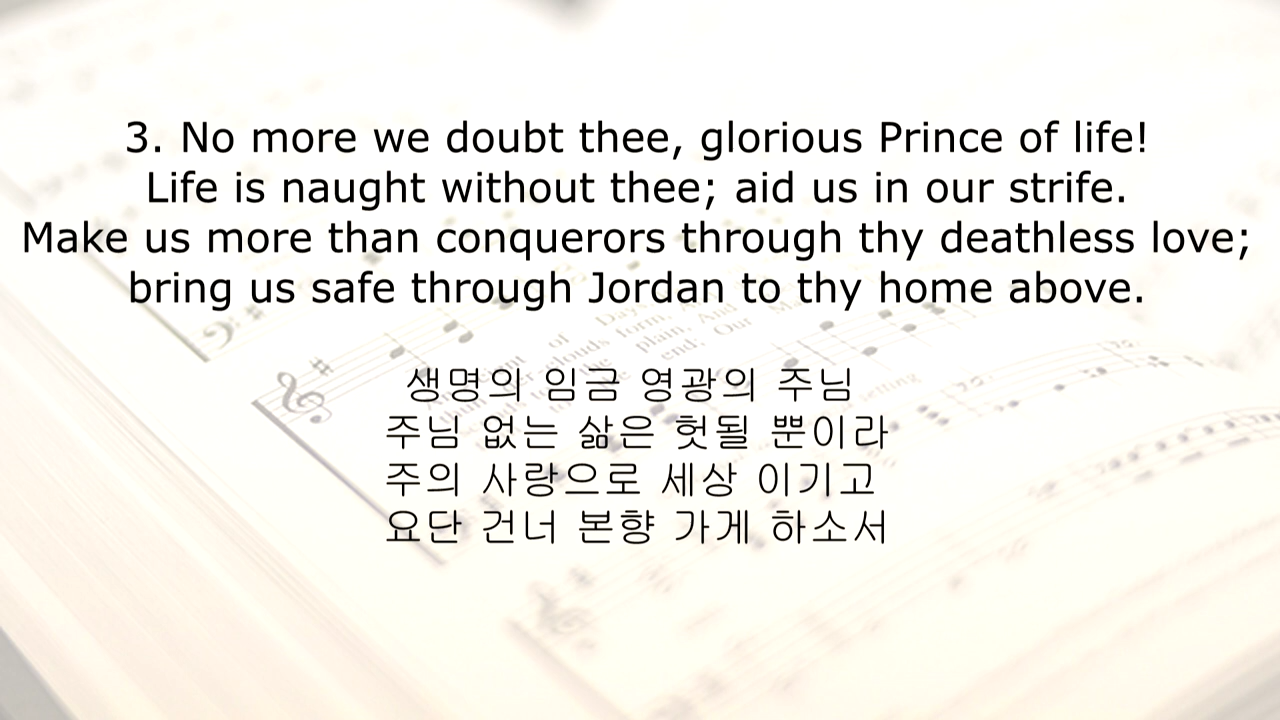 3. No more we doubt thee, glorious Prince of life!
Life is naught without thee; aid us in our strife.
Make us more than conquerors through thy deathless love;
bring us safe through Jordan to thy home above.
생명의 임금 영광의 주님
주님 없는 삶은 헛될 뿐이라
주의 사랑으로 세상 이기고
요단 건너 본향 가게 하소서